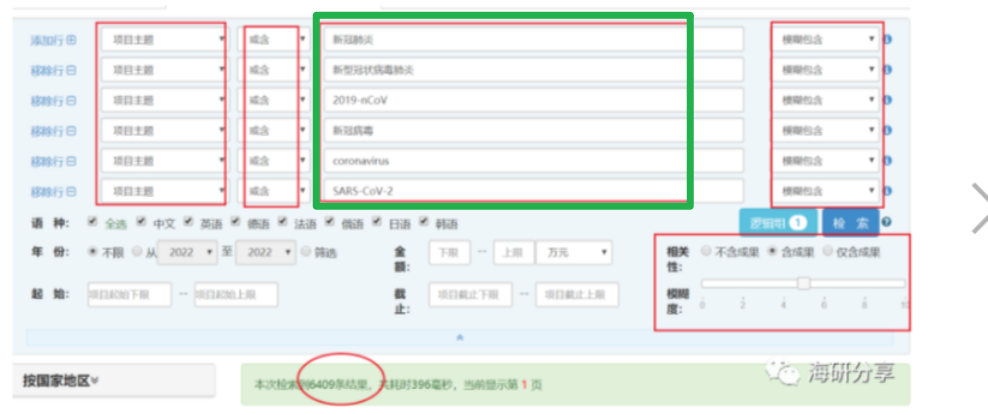 添加行 项目主题 或含 新冠肺炎 模糊包含
移除行 项目主题 或含 新型冠状病毒肺炎 模糊包含
移除行 项目主题 或含 2019-nCoV 模糊包含
移除行 项目主题 或含 新冠病毒 模糊包含
移除行 项目主题 或含 coronavirus 模糊包含
移除行 项目主题 或含 SARS-CoV-2 模糊包含
语 种: 全选 中文 英语 德语 法语 俄语 日语 韩语 逻辑组 1 检 索
年 份: 不限 从 2022 至 2022 筛选 金额: 下限 -- 上限 万元 相关性: 不含成果 含成果 仅含成果
起 始: 项目起始下限 -- 项目起始上限 截止: 项目截止下限 -- 项目截止上限 模糊度: 0 2 4 6 8 10
按国家地区 本次检索到6409条结果，共耗时396毫秒，当前显示第 1 页
海研分享